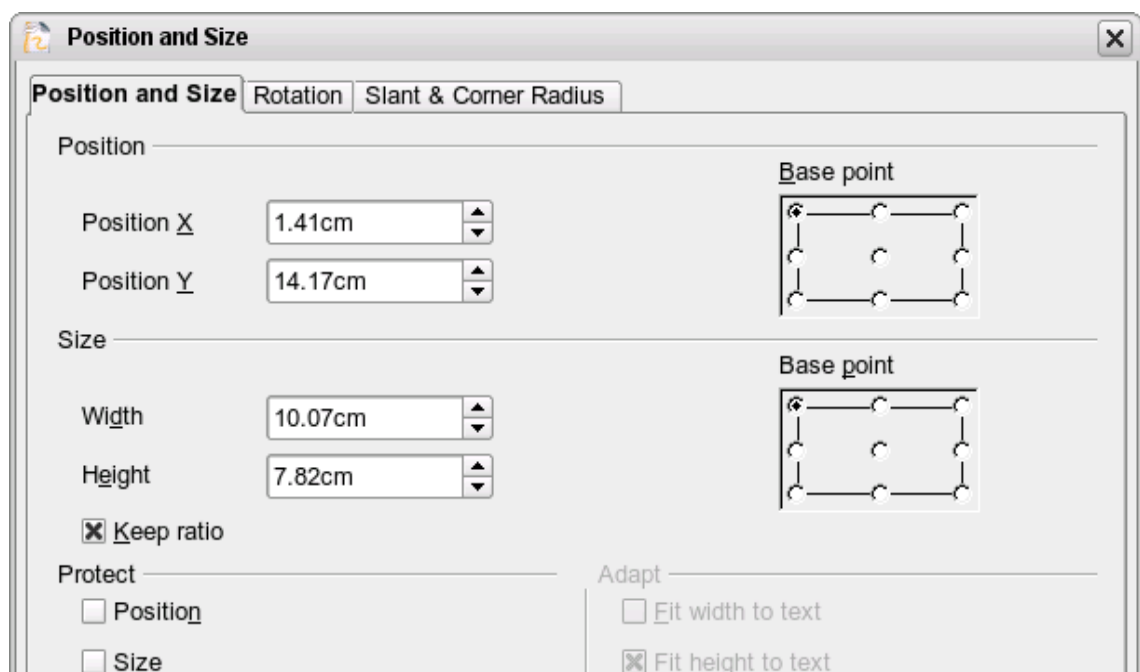 Position and Size
Position and Size Rotation Slant & Corner Radius
Position
Base point
Position X 1.41cm
Position Y 14.17cm
Size
Base point
Width 10.07cm
Height 7.82cm
Keep ratio
Protect Adapt
Position Fit width to text
Size Fit height to text